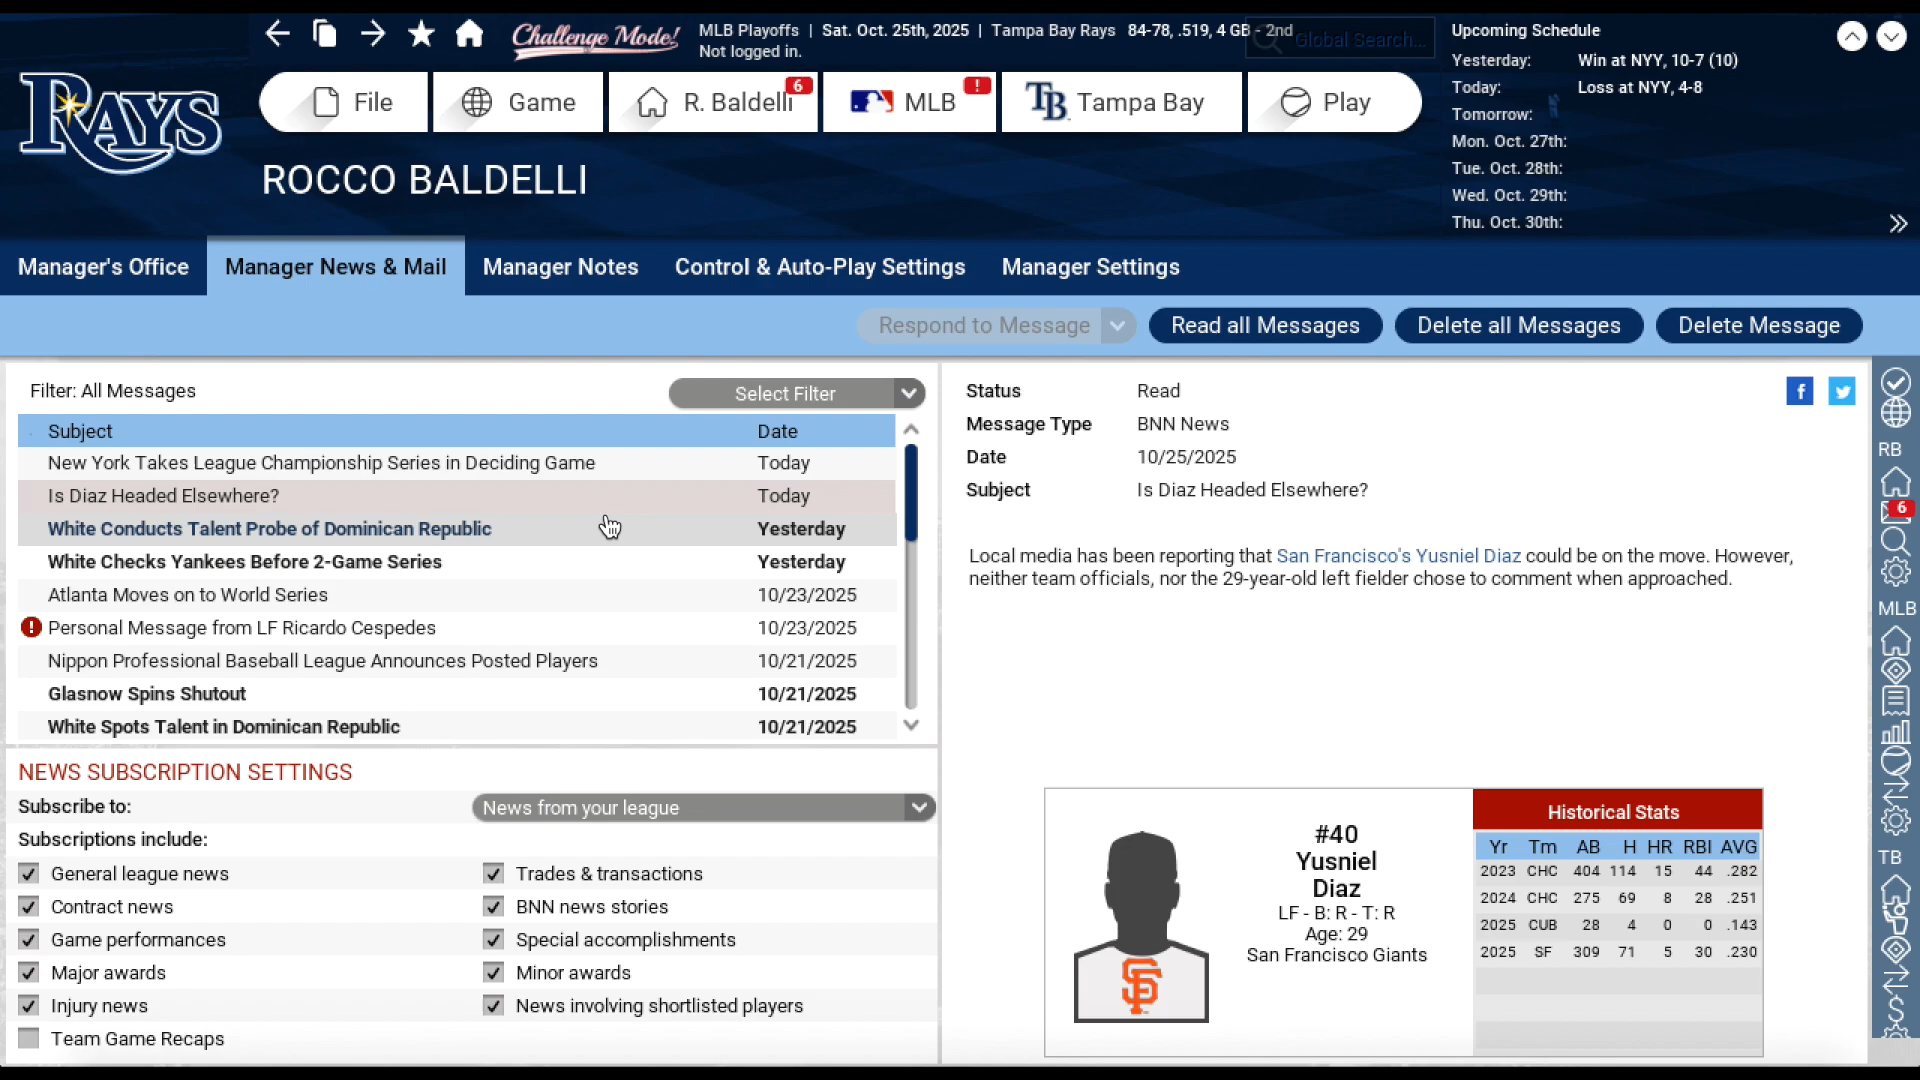 Challenge Mode!
MLB Playoffs | Sat. Oct. 25th, 2025 | Tampa Bay Rays 84-78, .519, 4 GB - 2nd
Not logged in.
Global Search...
Upcoming Schedule
Yesterday: Win at NYY, 10-7 (10)
Today: Loss at NYY, 4-8
Tomorrow:
Mon. Oct. 27th:
Tue. Oct. 28th:
Wed. Oct. 29th:
Thu. Oct. 30th:
RAYS
File
Game
R. Baldelli 6
MLB !
TB Tampa Bay
Play
ROCCO BALDELLI
Manager's Office
Manager News & Mail
Manager Notes
Control & Auto-Play Settings
Manager Settings
Respond to Message
Read all Messages
Delete all Messages
Delete Message
Filter: All Messages
Select Filter
Subject Date
New York Takes League Championship Series in Deciding Game Today
Is Diaz Headed Elsewhere? Today
White Conducts Talent Probe of Dominican Republic Yesterday
White Checks Yankees Before 2-Game Series Yesterday
Atlanta Moves on to World Series 10/23/2025
! Personal Message from LF Ricardo Cespedes 10/23/2025
Nippon Professional Baseball League Announces Posted Players 10/21/2025
Glasnow Spins Shutout 10/21/2025
White Spots Talent in Dominican Republic 10/21/2025
NEWS SUBSCRIPTION SETTINGS
Subscribe to: News from your league
Subscriptions include:
General league news Trades & transactions
Contract news BNN news stories
Game performances Special accomplishments
Major awards Minor awards
Injury news News involving shortlisted players
Team Game Recaps
Status Read
Message Type BNN News
Date 10/25/2025
Subject Is Diaz Headed Elsewhere?
f
Local media has been reporting that San Francisco's Yusniel Diaz could be on the move. However,
neither team officials, nor the 29-year-old left fielder chose to comment when approached.
#40
Yusniel
Diaz
LF - B: R - T: R
Age: 29
San Francisco Giants
SF
Historical Stats
Yr Tm AB H HR RBI AVG
2023 CHC 404 114 15 44 .282
2024 CHC 275 69 8 28 .251
2025 CUB 28 4 0 0 .143
2025 SF 309 71 5 30 .230
RB
6
MLB
TB